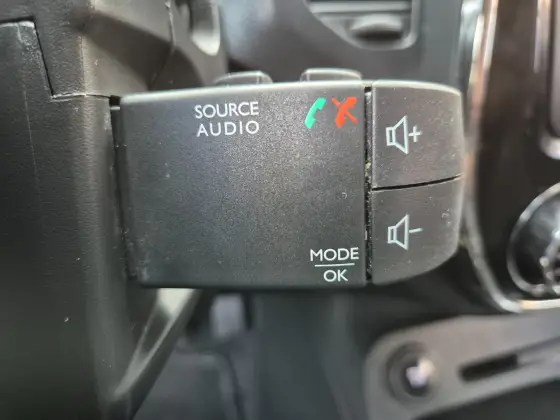 SOURCE
AUDIO
+
MODE
OK
-